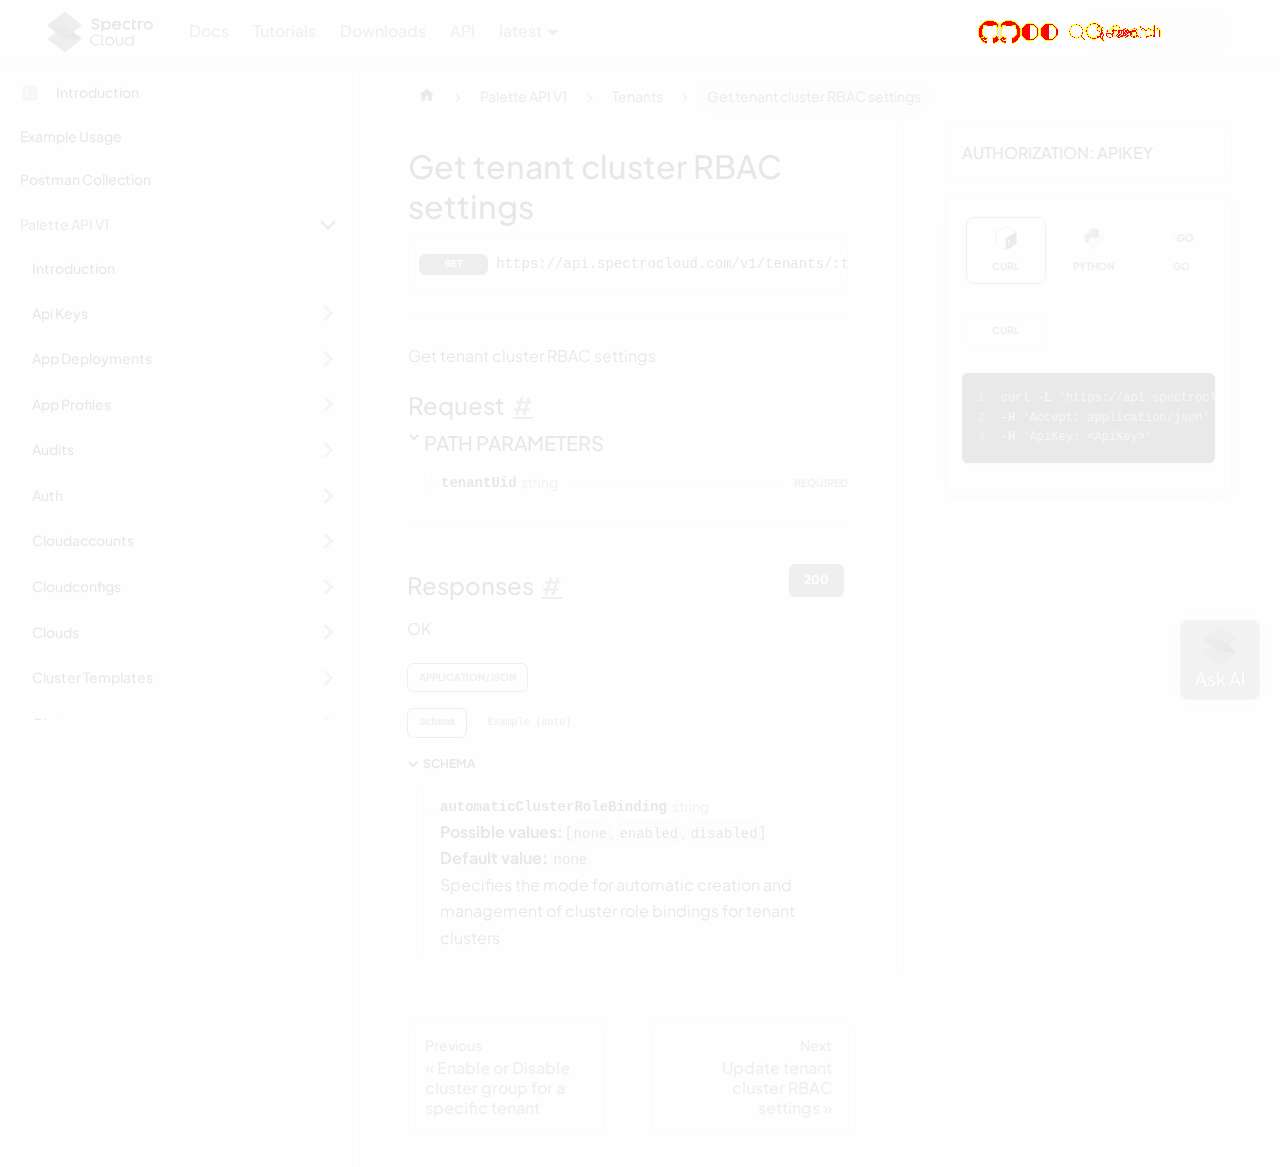 Spectro Cloud
Docs Tutorials Downloads API latest
Search
Introduction
Example Usage
Postman Collection
Palette API V1
Introduction
Api Keys
App Deployments
App Profiles
Audits
Auth
Cloudaccounts
Cloudconfigs
Clouds
Cluster Templates
Palette API V1 Tenants Get tenant cluster RBAC settings
Get tenant cluster RBAC
settings
GET https://api.spectrocloud.com/v1/tenants/:t
Get tenant cluster RBAC settings
Request #
PATH PARAMETERS
tenantUid string REQUIRED
Responses # 200
OK
APPLICATION/JSON
Schema Example (auto)
SCHEMA
automaticClusterRoleBinding string
Possible values: [none, enabled, disabled]
Default value: none
Specifies the mode for automatic creation and
management of cluster role bindings for tenant
clusters
Previous
« Enable or Disable
cluster group for a
specific tenant
Next
Update tenant
cluster RBAC
settings »
AUTHORIZATION: APIKEY
CURL PYTHON GO
CURL
1 curl -L 'https://api.spectrocl
2 -H 'Accept: application/json'
3 -H 'ApiKey: <ApiKey>'
Ask AI